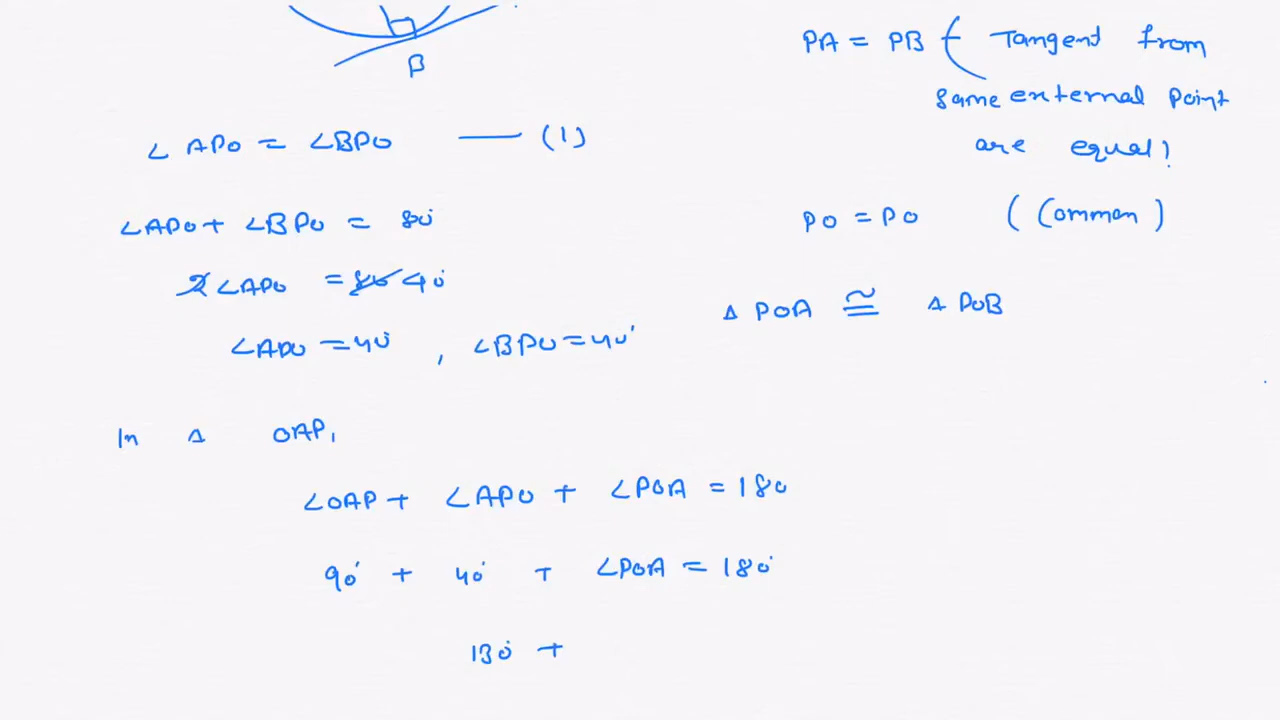 B
PA = PB ( Tangent from
same external point
are equal)
∠APO = ∠BPO —— (1)
∠APO + ∠BPO = 80°
PO = PO ( Common )
2∠APO = 80 40°
△ POA ≅ △ POB
∠APO = 40° , ∠BPO = 40°
In △ OAP,
∠OAP + ∠APO + ∠POA = 180
90° + 40° + ∠POA = 180°
130° +